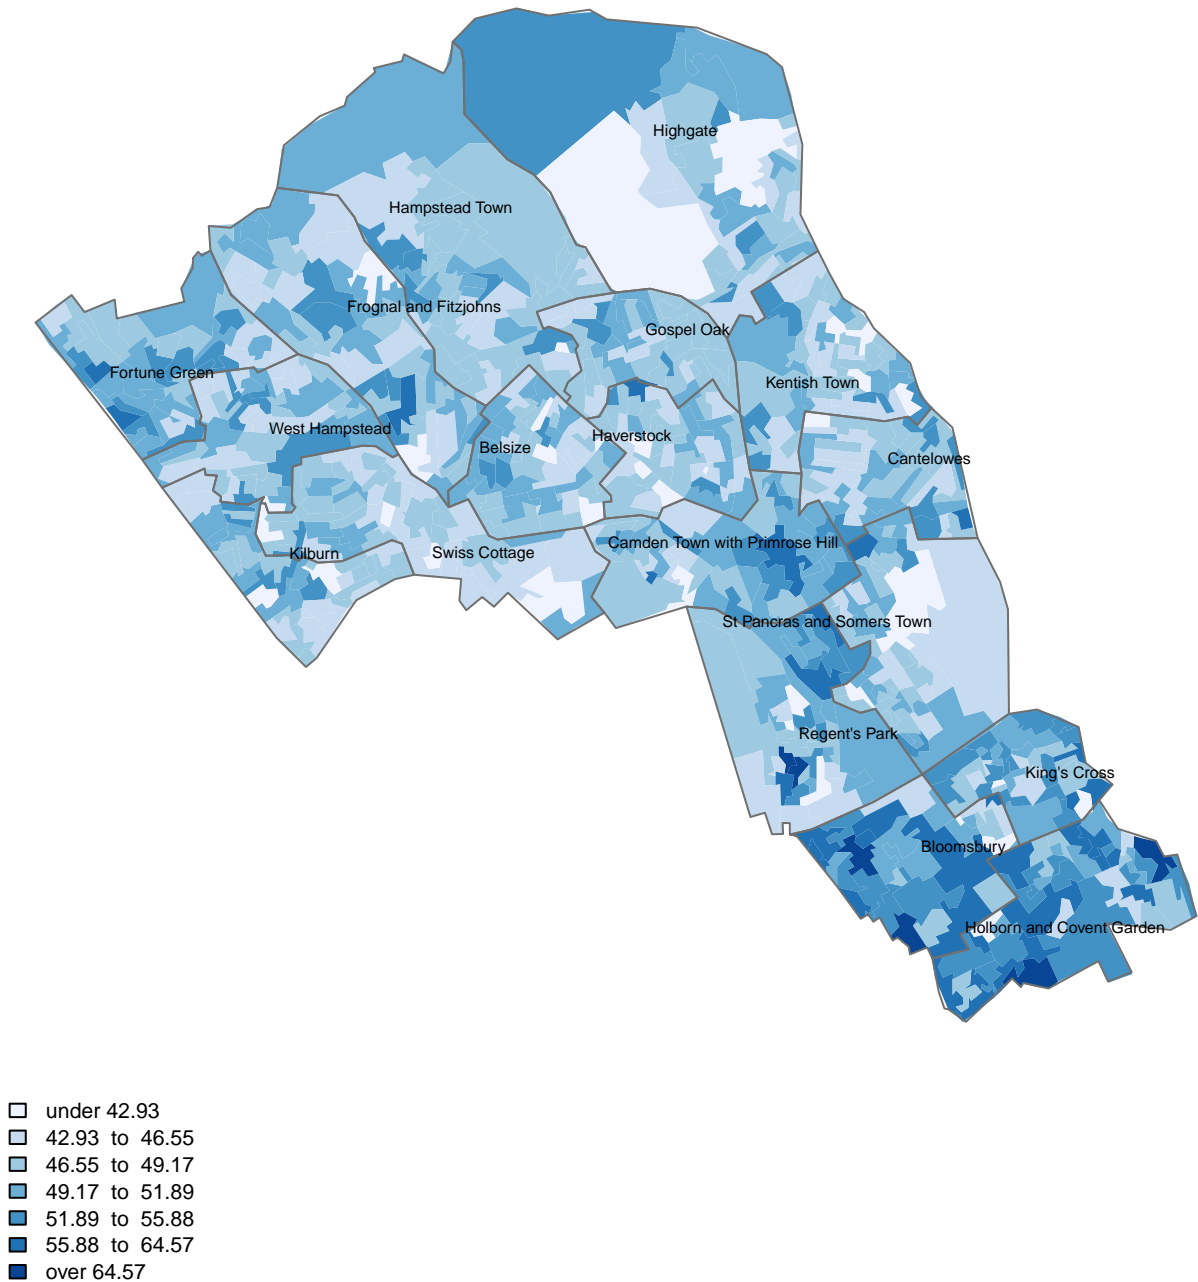 Highgate
Hampstead Town
Frognal and Fitzjohns
Gospel Oak
Fortune Green
Kentish Town
West Hampstead
Haverstock
Belsize
Cantelowes
Camden Town with Primrose Hill
Kilburn
Swiss Cottage
St Pancras and Somers Town
Regent's Park
King's Cross
Bloomsbury
Holborn and Covent Garden
under 42.93
42.93 to 46.55
46.55 to 49.17
49.17 to 51.89
51.89 to 55.88
55.88 to 64.57
over 64.57